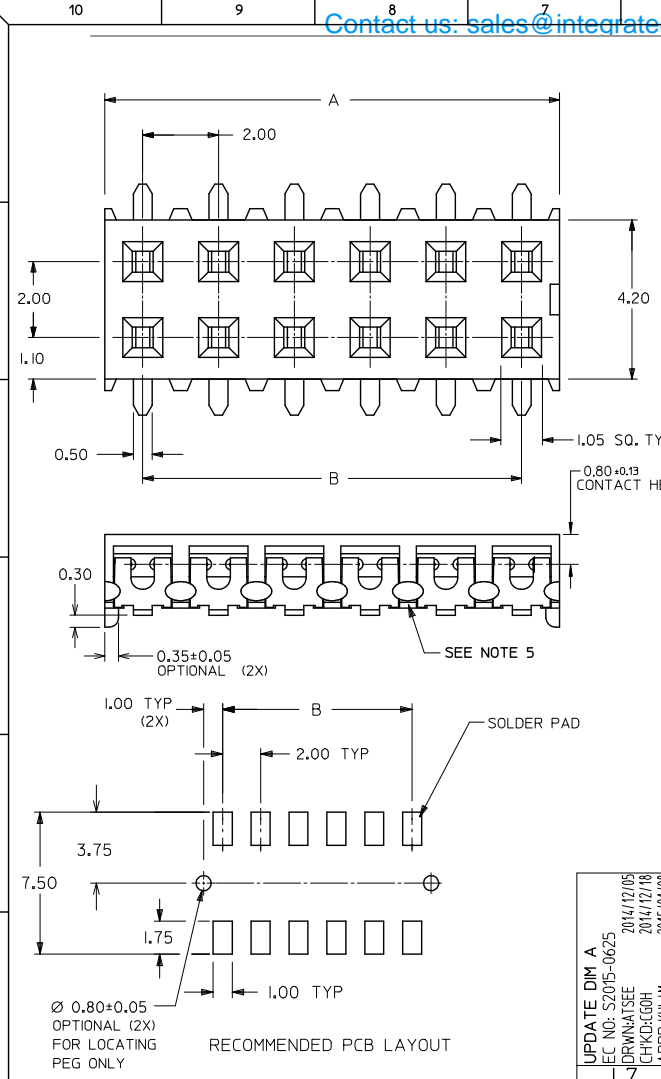 10 9 8 7
Contact us: sales@integrate
A
2.00
2.00
4.20
1.10
0.50
1.05 SQ.
B
0.80±0.13
CONTACT
0.30
0.35±0.05
OPTIONAL (2X)
SEE NOTE 5
1.00 TYP
(2X)
B
SOLDER PAD
2.00 TYP
3.75
7.50
1.75
1.00 TYP
Ø 0.80±0.05
OPTIONAL (2X)
FOR LOCATING
PEG ONLY
RECOMMENDED PCB LAYOUT
UPDATE DIM A
EC NO: S2015-0625
DRWN:ATSEE 2014/12/05
CH'KD:CGOH 2014/12/18